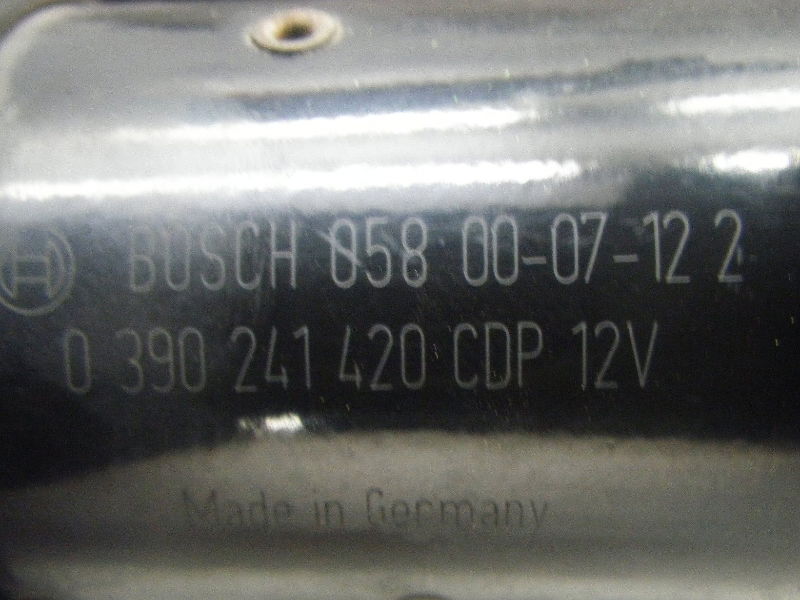 BOSCH 058 00-07-12 2
0 390 241 420 CDP 12V
Made in Germany